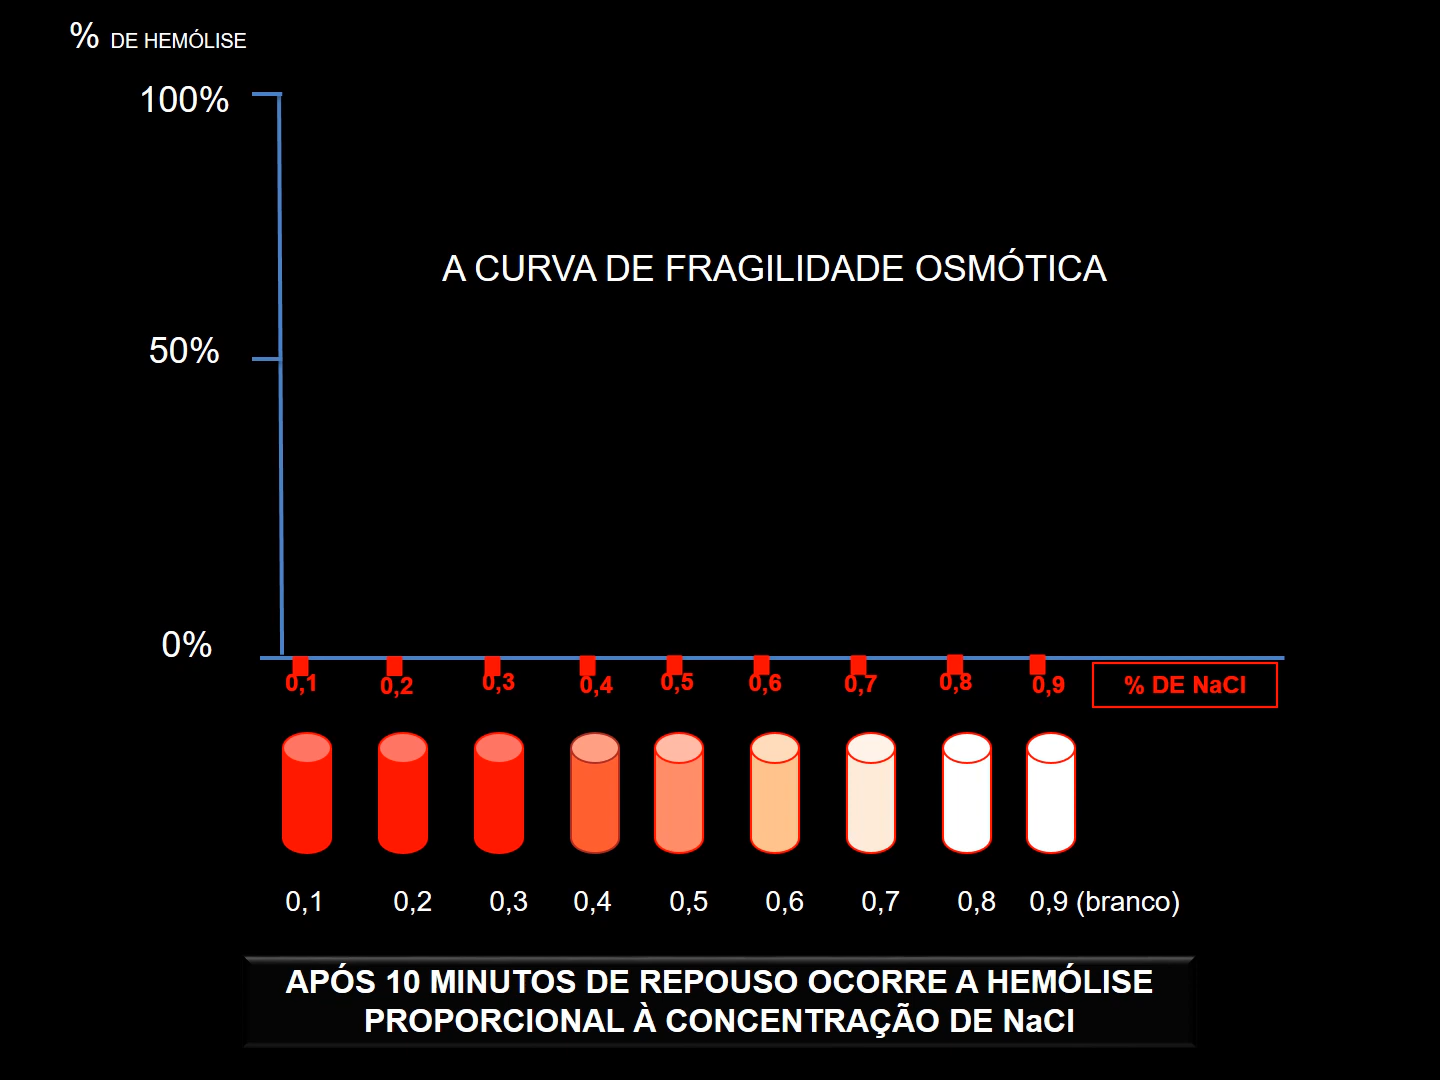 % DE HEMÓLISE
100%
A CURVA DE FRAGILIDADE OSMÓTICA
50%
0%
0,1 0,2 0,3 0,4 0,5 0,6 0,7 0,8 0,9 % DE NaCl
0,1 0,2 0,3 0,4 0,5 0,6 0,7 0,8 0,9 (branco)
APÓS 10 MINUTOS DE REPOUSO OCORRE A HEMÓLISE
PROPORCIONAL À CONCENTRAÇÃO DE NaCl